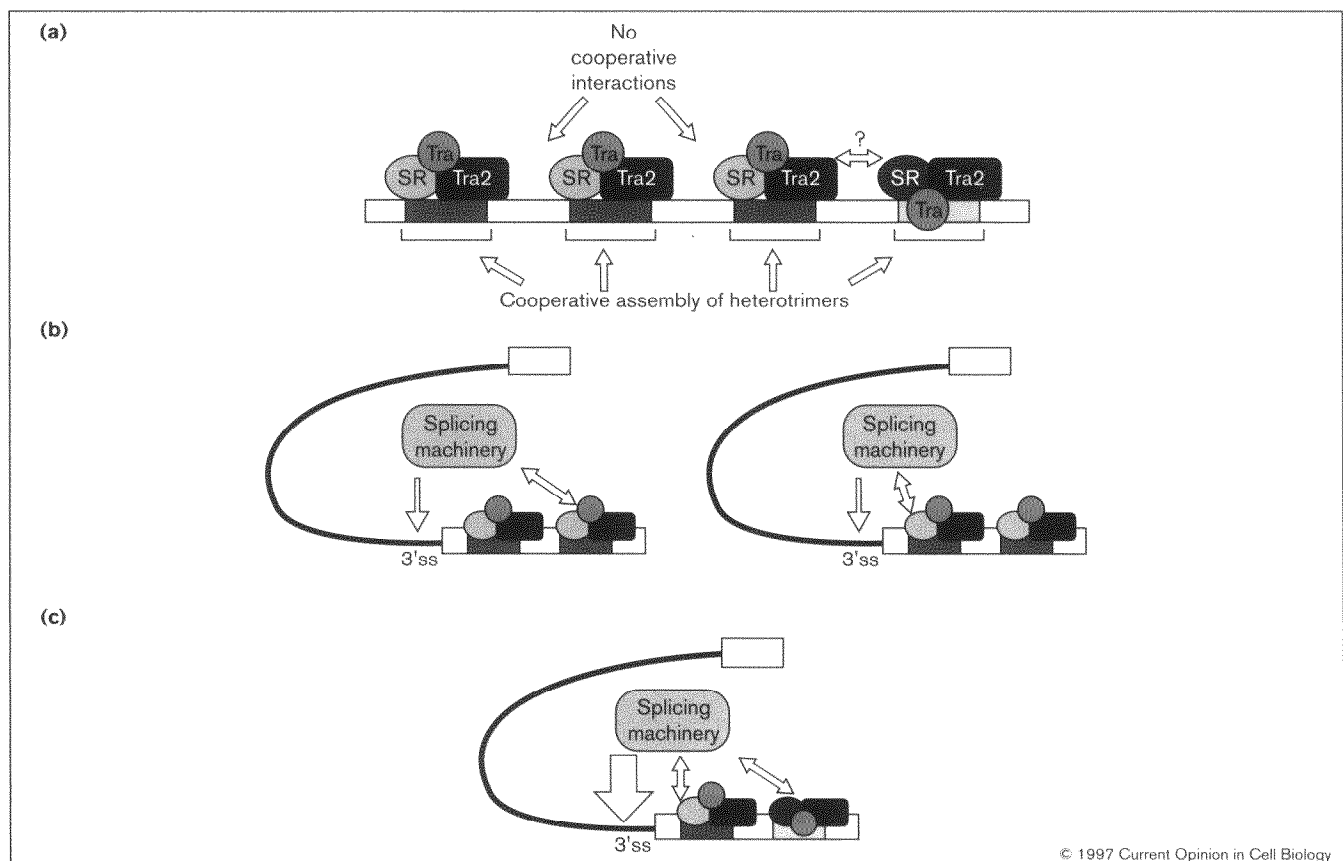 (a)
No
cooperative
interactions
Tra
SR
Tra2
Tra
SR
Tra2
Tra
SR
Tra2
?
SR
Tra2
Tra
Cooperative assembly of heterotrimers
(b)
Splicing
machinery
3'ss
Splicing
machinery
3'ss
(c)
Splicing
machinery
3'ss
© 1997 Current Opinion in Cell Biology